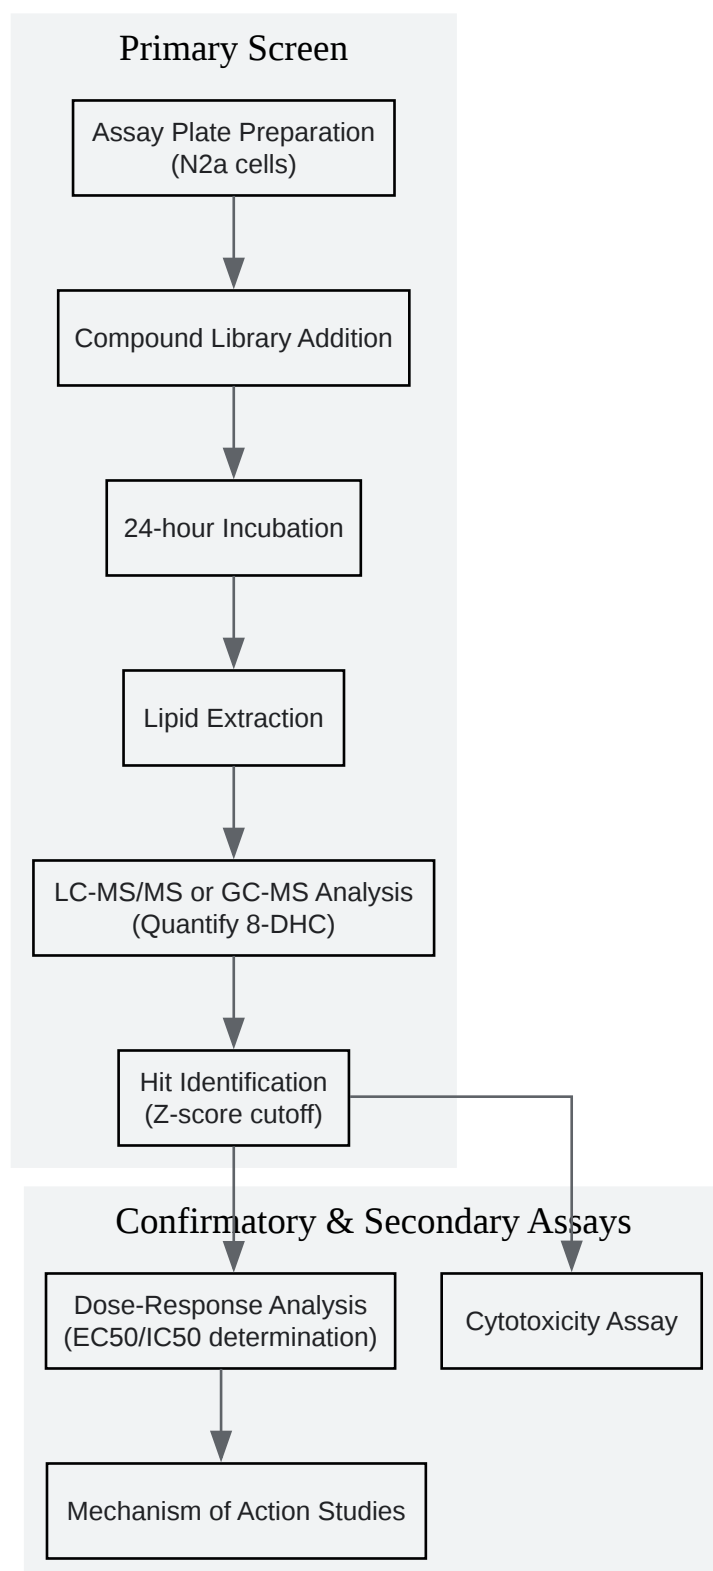 Primary Screen
Assay Plate Preparation
(N2a cells)
Compound Library Addition
24-hour Incubation
Lipid Extraction
LC-MS/MS or GC-MS Analysis
(Quantify 8-DHC)
Hit Identification
(Z-score cutoff)
Confirmatory & Secondary Assays
Dose-Response Analysis
(EC50/IC50 determination)
Cytotoxicity Assay
Mechanism of Action Studies